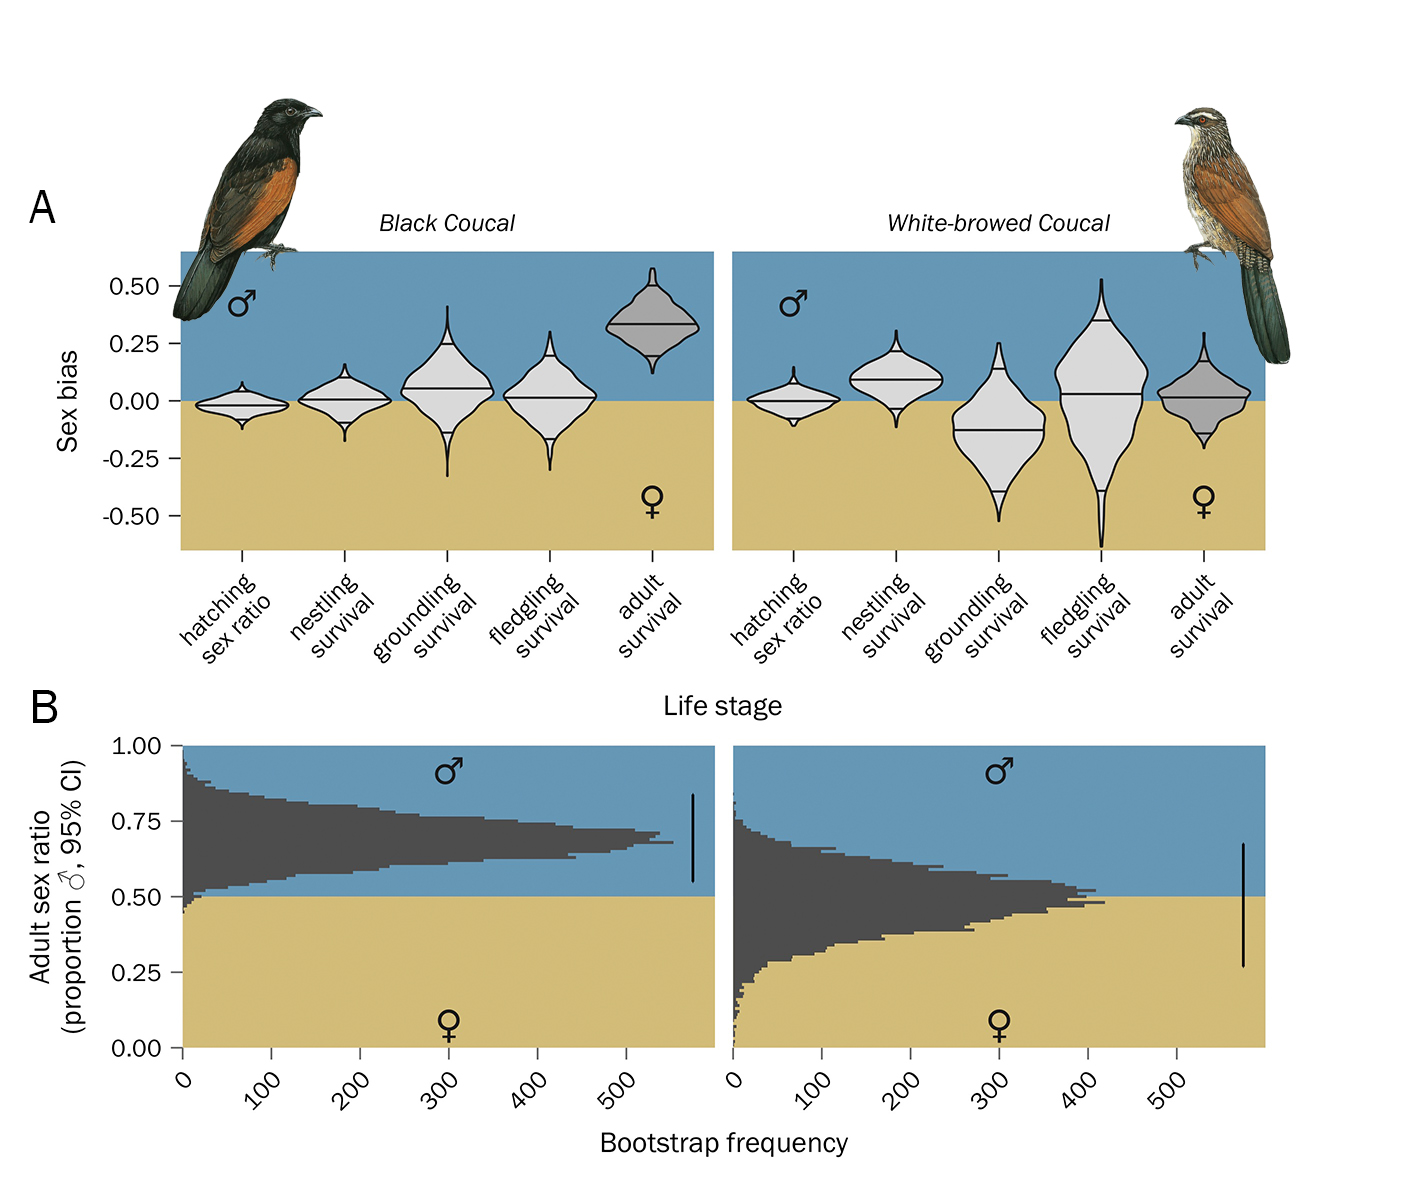 A
Black Coucal
White-browed Coucal
♂
♂
0.50
0.25
0.00
-0.25
-0.50
Sex bias
♀
♀
hatching
sex ratio
nestling
survival
groundling
survival
fledgling
survival
adult
survival
hatching
sex ratio
nestling
survival
groundling
survival
fledgling
survival
adult
survival
Life stage
B
1.00
0.75
0.50
0.25
0.00
Adult sex ratio
(proportion ♂, 95% CI)
♂
♂
♀
♀
0
100
200
300
400
500
0
100
200
300
400
500
Bootstrap frequency